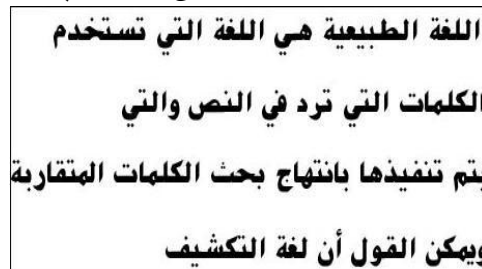 اللغة الطبيعية هي اللغة التي تستخدم
الكلمات التي ترد في النص والتي
يتم تنفيذها بانتهاج بحث الكلمات المتقاربة
ويمكن القول أن لغة التكشيف